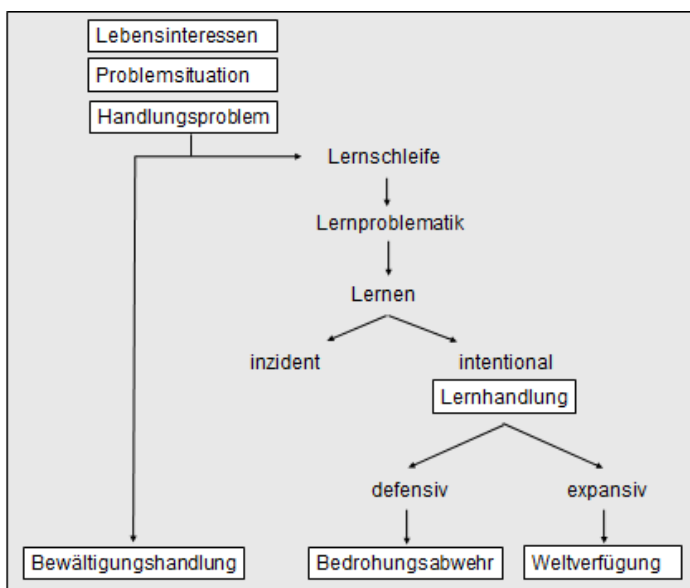 Lebensinteressen
Problemsituation
Handlungsproblem
Lernschleife
Lernproblematik
Lernen
inzident
intentional
Lernhandlung
defensiv
expansiv
Bewältigungshandlung
Bedrohungsabwehr
Weltverfügung